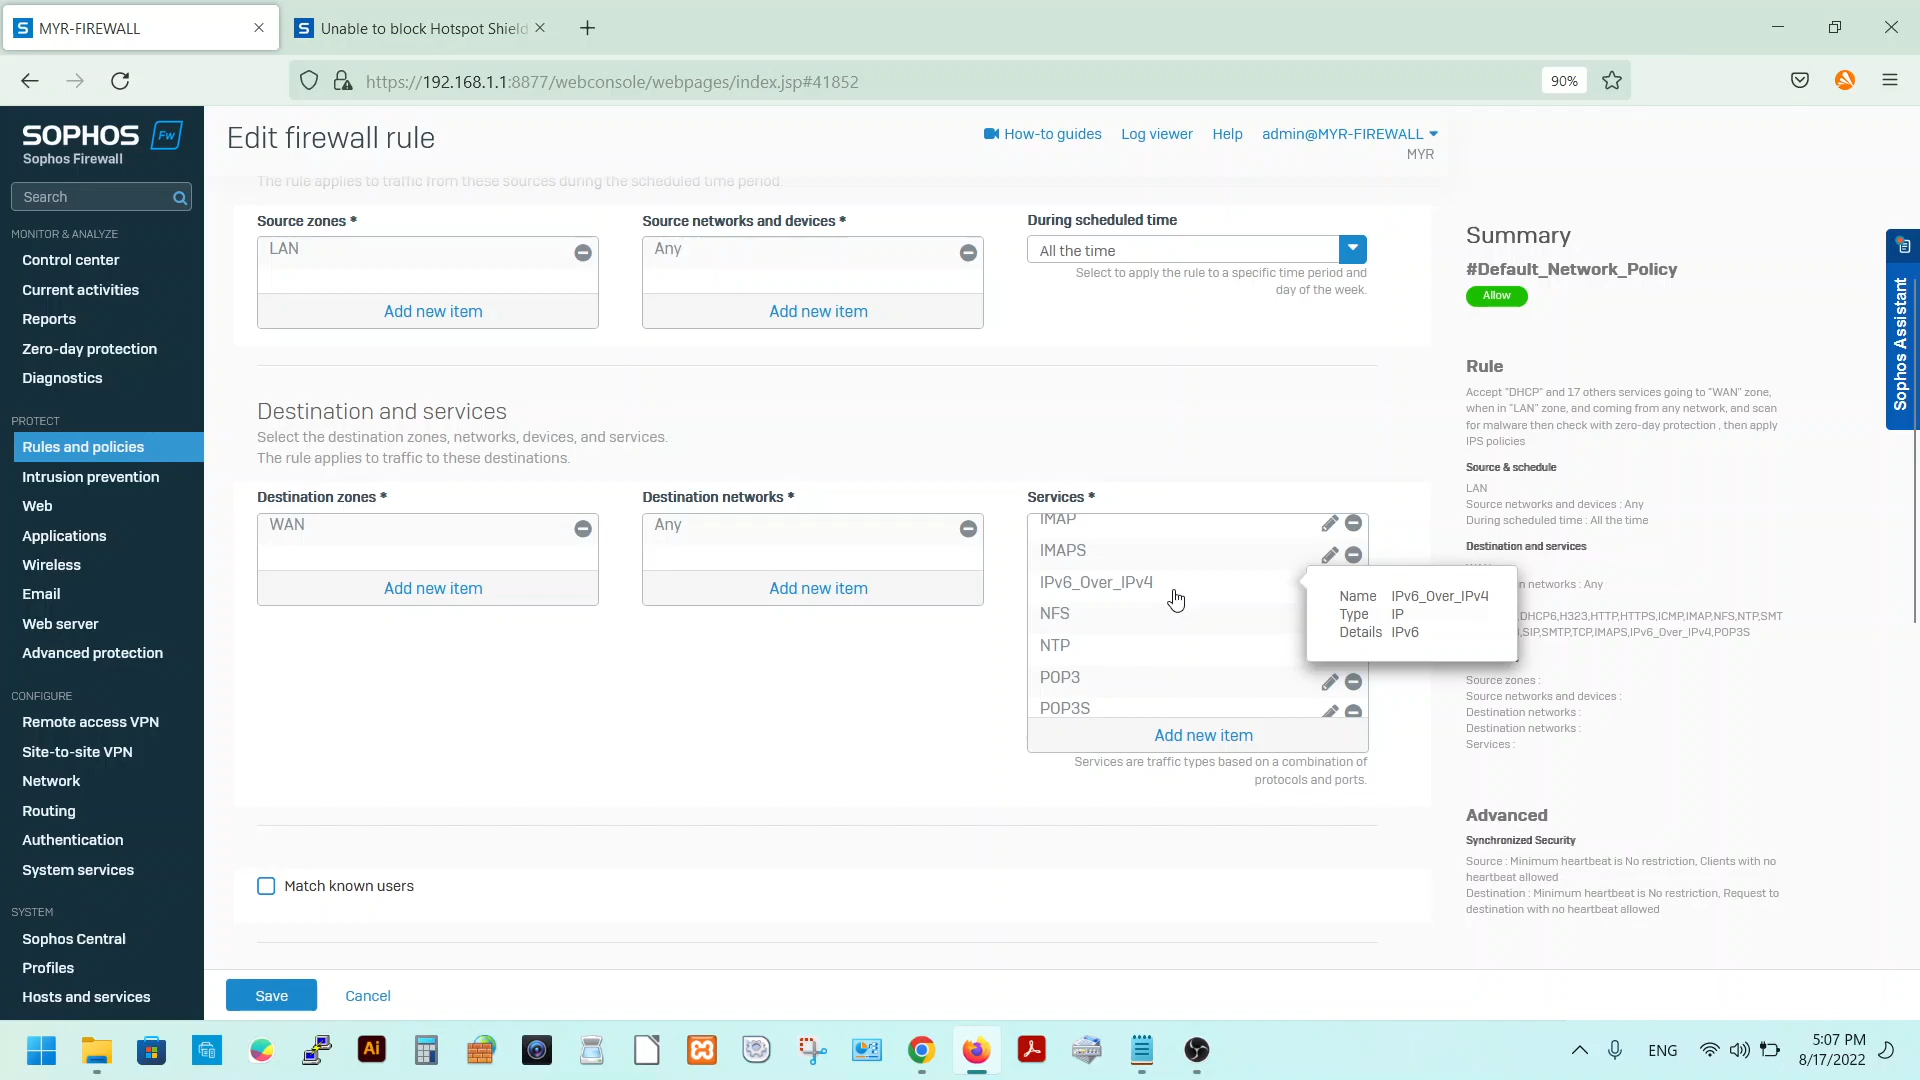 MYR-FIREWALL
Unable to block Hotspot Shield
https://192.168.1.1:8877/webconsole/webpages/index.jsp#41852
90%
SOPHOS Fw
Sophos Firewall
Search
MONITOR & ANALYZE
Control center
Current activities
Reports
Zero-day protection
Diagnostics
PROTECT
Rules and policies
Intrusion prevention
Web
Applications
Wireless
Email
Web server
Advanced protection
CONFIGURE
Remote access VPN
Site-to-site VPN
Network
Routing
Authentication
System services
SYSTEM
Sophos Central
Profiles
Hosts and services
Edit firewall rule
How-to guides
Log viewer
Help
admin@MYR-FIREWALL
MYR
The rule applies to traffic from these sources during the scheduled time period.
Source zones *
LAN
Add new item
Source networks and devices *
Any
Add new item
During scheduled time
All the time
Select to apply the rule to a specific time period and
day of the week.
Destination and services
Select the destination zones, networks, devices, and services.
The rule applies to traffic to these destinations.
Destination zones *
WAN
Add new item
Destination networks *
Any
Add new item
Services *
IMAP
IMAPS
IPv6_Over_IPv4
NFS
NTP
POP3
POP3S
Add new item
Services are traffic types based on a combination of
protocols and ports.
Name IPv6_Over_IPv4
Type IP
Details IPv6
Match known users
Save
Cancel
Summary
#Default_Network_Policy
Allow
Rule
Accept "DHCP" and 17 others services going to "WAN" zone,
when in "LAN" zone, and coming from any network, and scan
for malware then check with zero-day protection , then apply
IPS policies
Source & schedule
LAN
Source networks and devices : Any
During scheduled time : All the time
Destination and services
n networks : Any
,DHCP6,H323,HTTP,HTTPS,ICMP,IMAP,NFS,NTP,SMT
,SIP,SMTP,TCP,IMAPS,IPv6_Over_IPv4,POP3S
Source zones :
Source networks and devices :
Destination networks :
Destination networks :
Services :
Advanced
Synchronized Security
Source : Minimum heartbeat is No restriction, Clients with no
heartbeat allowed
Destination : Minimum heartbeat is No restriction, Request to
destination with no heartbeat allowed
Sophos Assistant
Ai
ENG
5:07 PM
8/17/2022